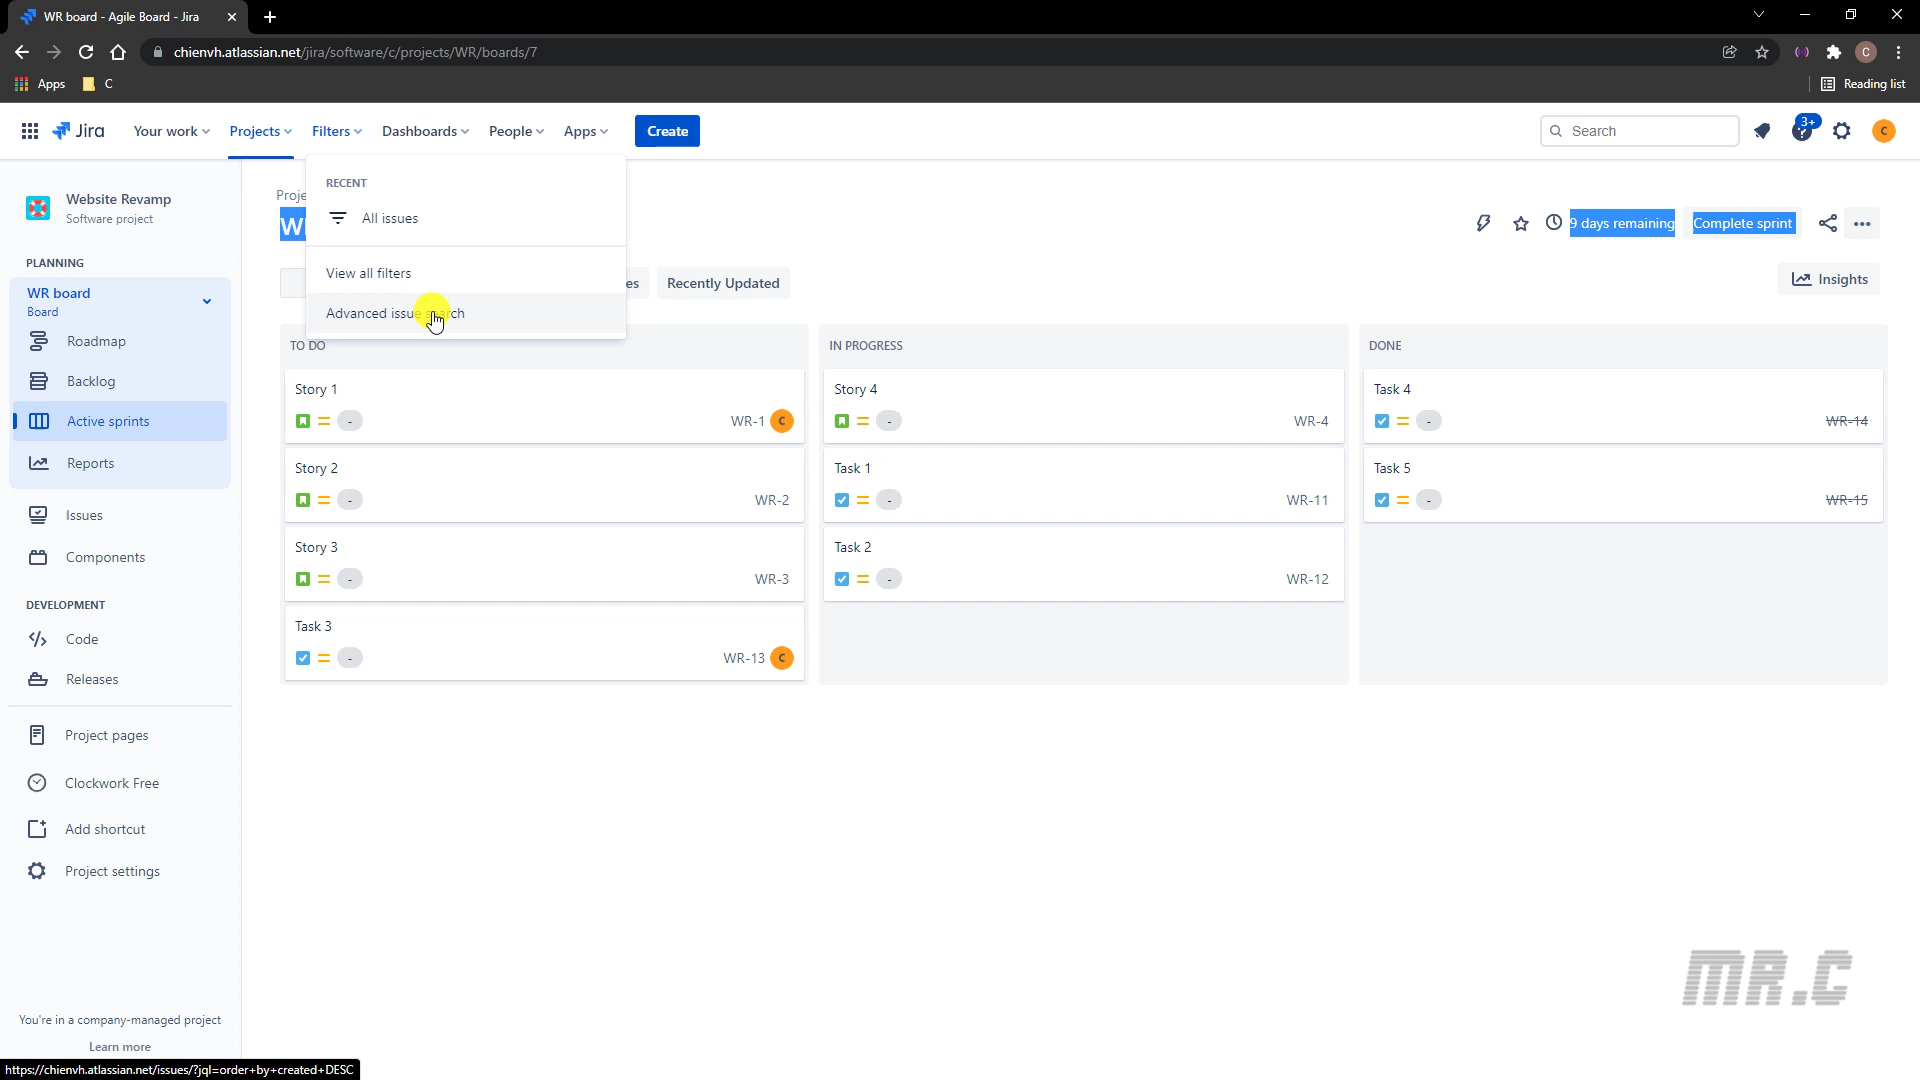 WR board - Agile Board - Jira
chienvh.atlassian.net/jira/software/c/projects/WR/boards/7
C
Apps
C
Reading list
Jira
Your work
Projects
Filters
Dashboards
People
Apps
Create
Search
3+
?
C
Website Revamp
Software project
PLANNING
WR board
Board
Roadmap
Backlog
Active sprints
Reports
Issues
Components
DEVELOPMENT
Code
Releases
Project pages
Clockwork Free
Add shortcut
Project settings
You're in a company-managed project
Learn more
https://chienvh.atlassian.net/issues/?jql=order+by+created+DESC
RECENT
All issues
View all filters
Advanced issue search
Proje
9 days remaining
Complete sprint
es
Recently Updated
Insights
TO DO
Story 1
- WR-1 C
Story 2
- WR-2
Story 3
- WR-3
Task 3
- WR-13 C
IN PROGRESS
Story 4
- WR-4
Task 1
- WR-11
Task 2
- WR-12
DONE
Task 4
- WR-14
Task 5
- WR-15
MR.C